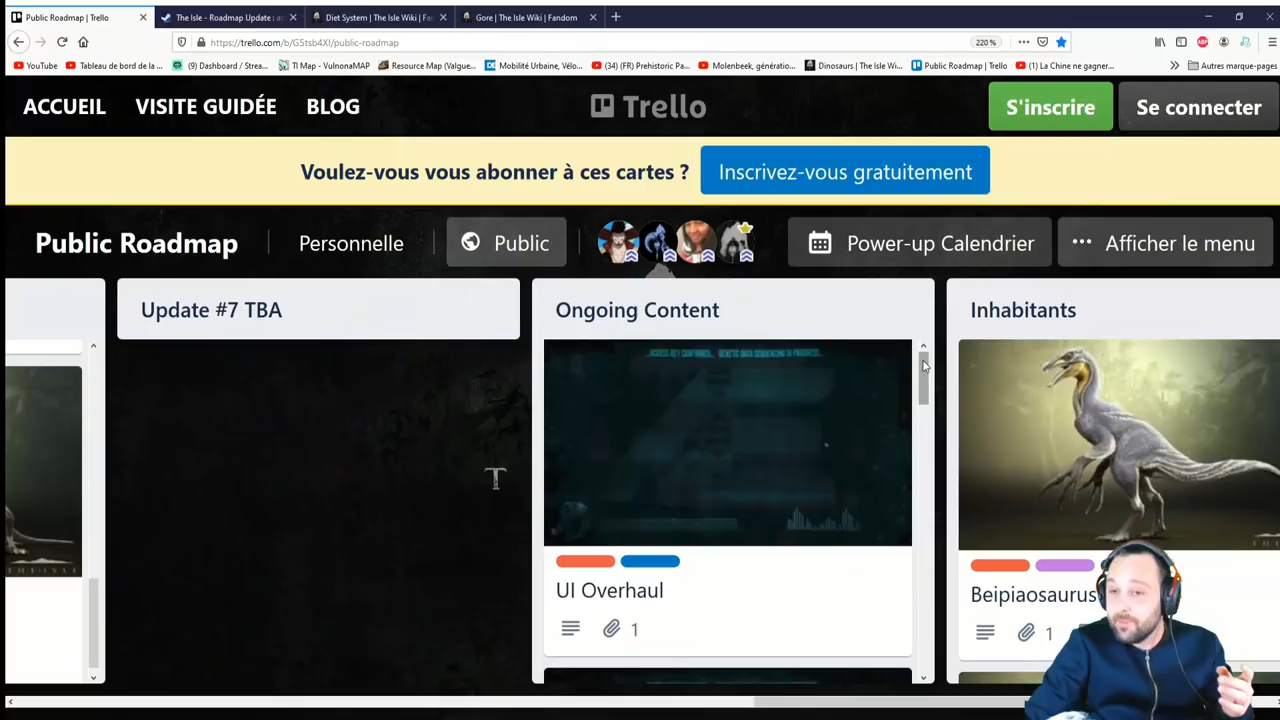 Public Roadmap | Trello
The Isle - Roadmap Update : a
Diet System | The Isle Wiki | Fan
Gore | The Isle Wiki | Fandom
https://trello.com/b/G5tsb4Xl/public-roadmap
220 %
YouTube
Tableau de bord de la ...
(9) Dashboard / Strea...
TI Map - VulnonaMAP
Resource Map (Valgue...
Mobilité Urbaine, Vélo...
(34) (FR) Prehistoric Pa...
Molenbeek, génératio...
Dinosaurs | The Isle Wi...
Public Roadmap | Trello
(1) La Chine ne gagner...
Autres marque-pages
ACCUEIL
VISITE GUIDÉE
BLOG
Trello
S'inscrire
Se connecter
Voulez-vous vous abonner à ces cartes ?
Inscrivez-vous gratuitement
Public Roadmap
Personnelle
Public
Power-up Calendrier
Afficher le menu
Update #7 TBA
Ongoing Content
Inhabitants
UI Overhaul
1
Beipiaosaurus
1